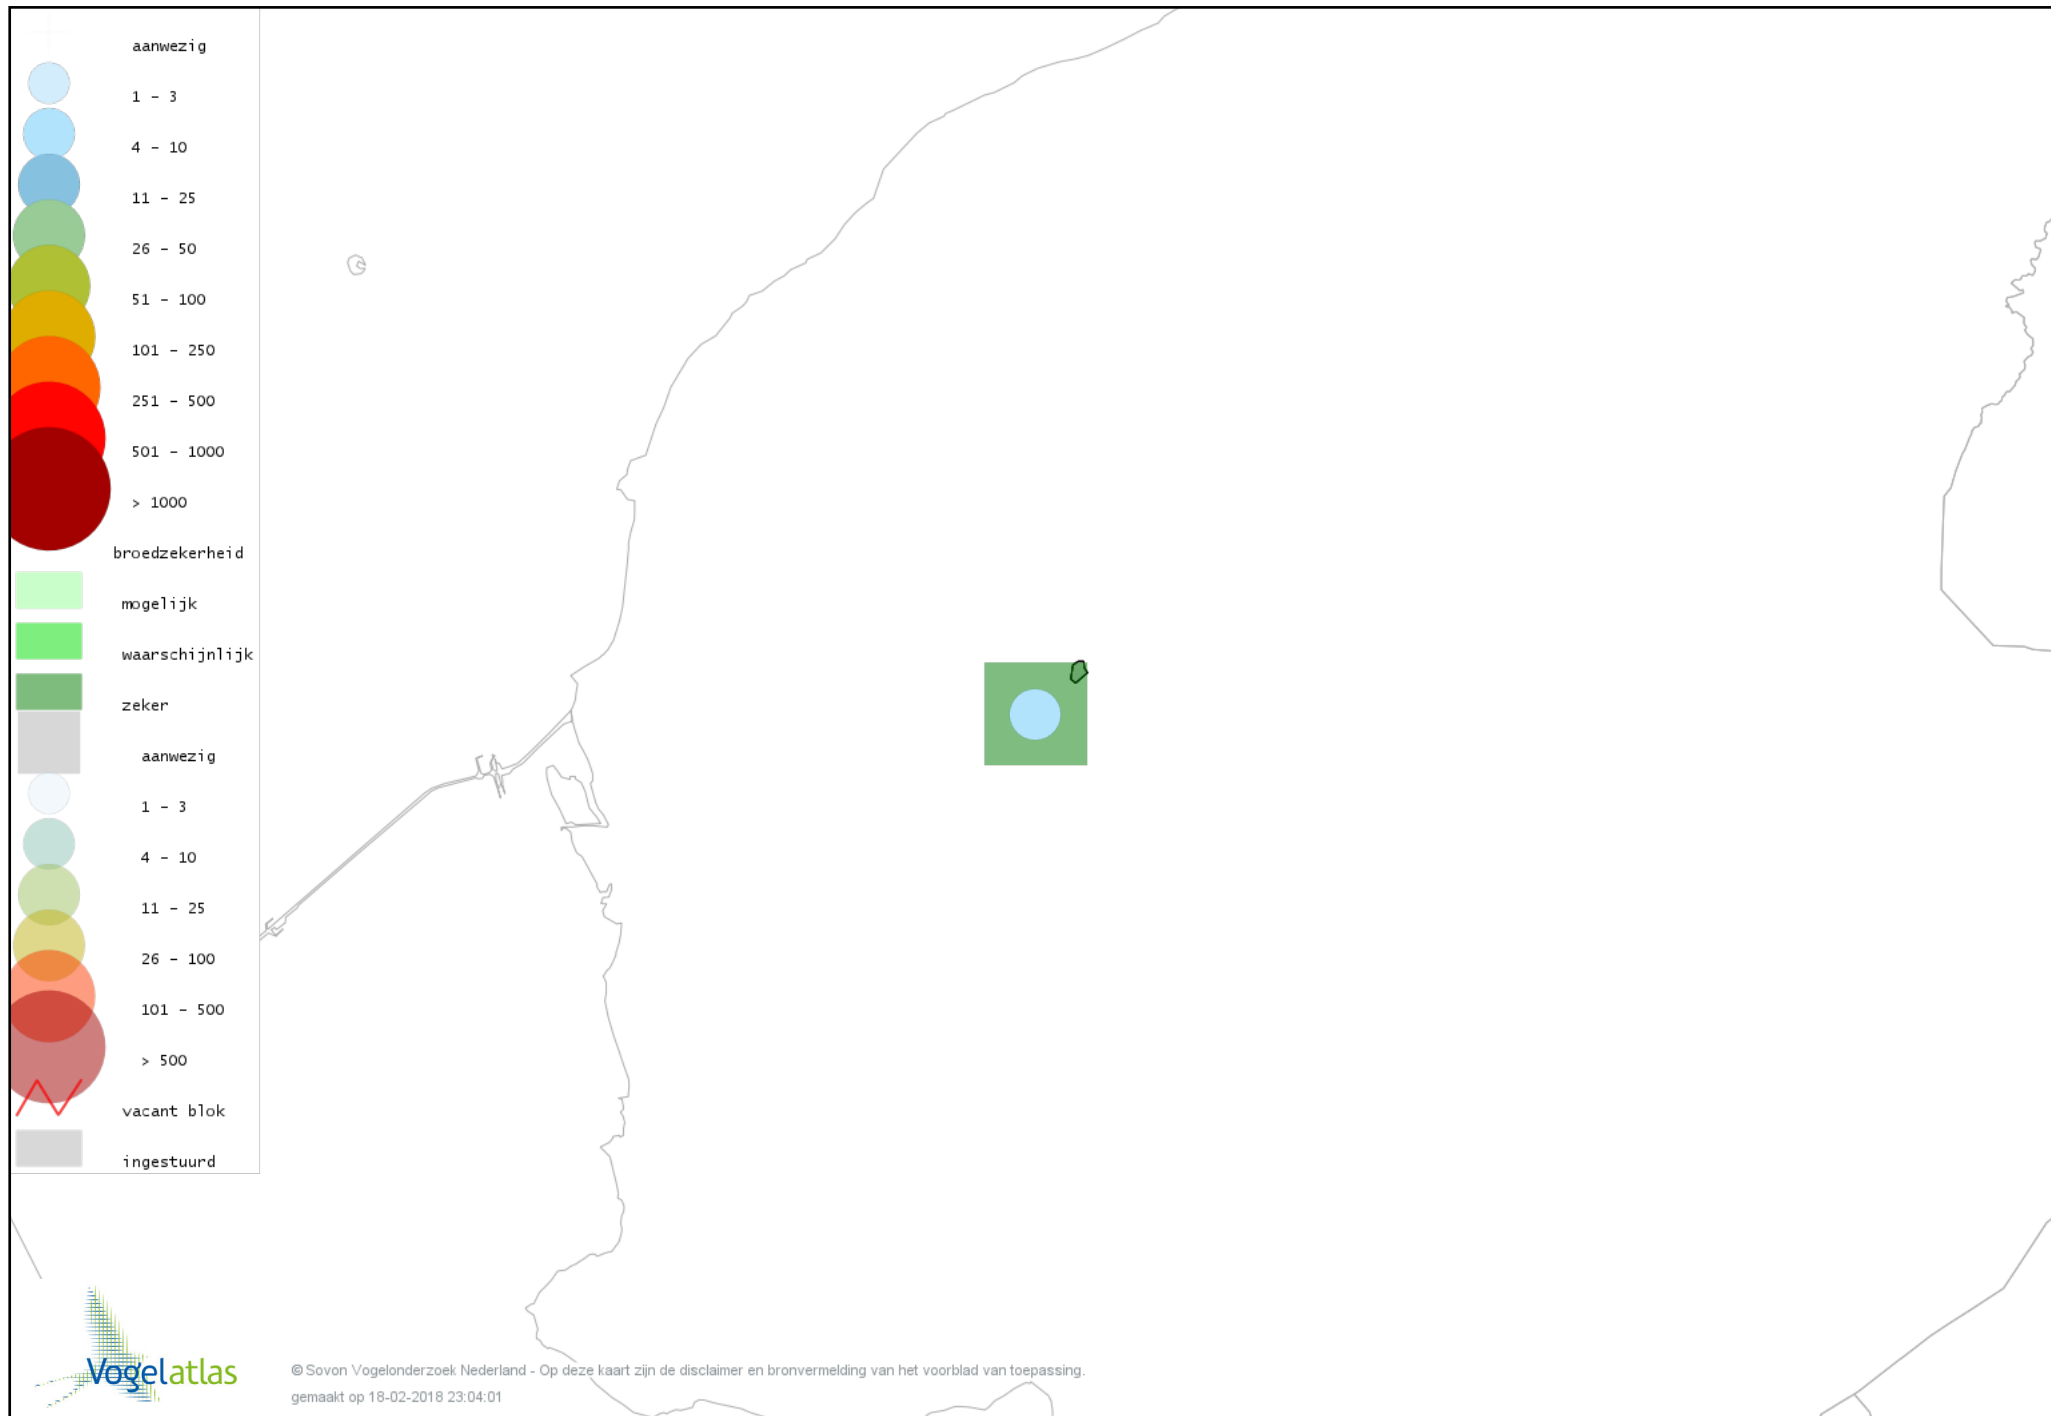 aanwezig
1 - 3
4 - 10
11 - 25
26 - 50
51 - 100
101 - 250
251 - 500
501 - 1000
> 1000
broedzekerheid
mogelijk
waarschijnlijk
zeker
aanwezig
1 - 3
4 - 10
11 - 25
26 - 100
101 - 500
> 500
vacant blok
ingestuurd
Vogelatlas
© Sovon Vogelonderzoek Nederland - Op deze kaart zijn de disclaimer en bronvermelding van het voorblad van toepassing.
gemaakt op 18-02-2018 23:04:01